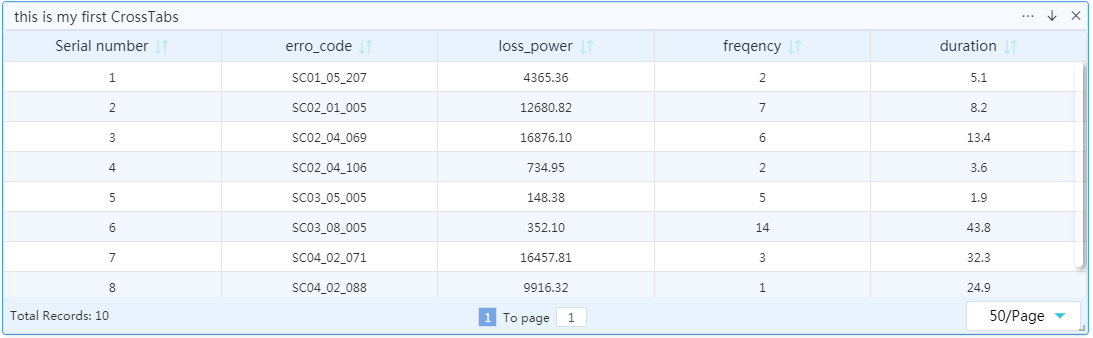 this is my first CrossTabs
Serial number erro_code loss_power freqency duration
1 SC01_05_207 4365.36 2 5.1
2 SC02_01_005 12680.82 7 8.2
3 SC02_04_069 16876.10 6 13.4
4 SC02_04_106 734.95 2 3.6
5 SC03_05_005 148.38 5 1.9
6 SC03_08_005 352.10 14 43.8
7 SC04_02_071 16457.81 3 32.3
8 SC04_02_088 9916.32 1 24.9
Total Records: 10 1 To page 1 50/Page